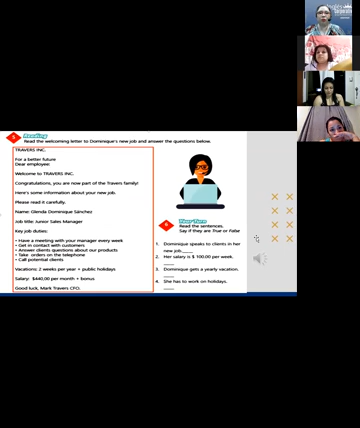 5 Reading
Read the welcoming letter to Dominique's new job and answer the questions below.
TRAVERS INC.
For a better future
Dear employee:
Welcome to TRAVERS INC.
Congratulations, you are now part of the Travers family!
Here's some information about your new job.
Please read it carefully.
Name: Glenda Dominique Sánchez
Job title: Junior Sales Manager
Key job duties:
• Have a meeting with your manager every week
• Get in contact with customers
• Answer clients questions about our products
• Take orders on the telephone
• Call potential clients
Vacations: 2 weeks per year + public holidays
Salary: $440,00 per month + bonus
Good luck, Mark Travers CFO.
Your Turn
Read the sentences.
Say if they are True or False
1. Dominique speaks to clients in her
new job.____
2. Her salary is $ 100.00 per week.
____
3. Dominique gets a yearly vacation.
____
4. She has to work on holidays.
____